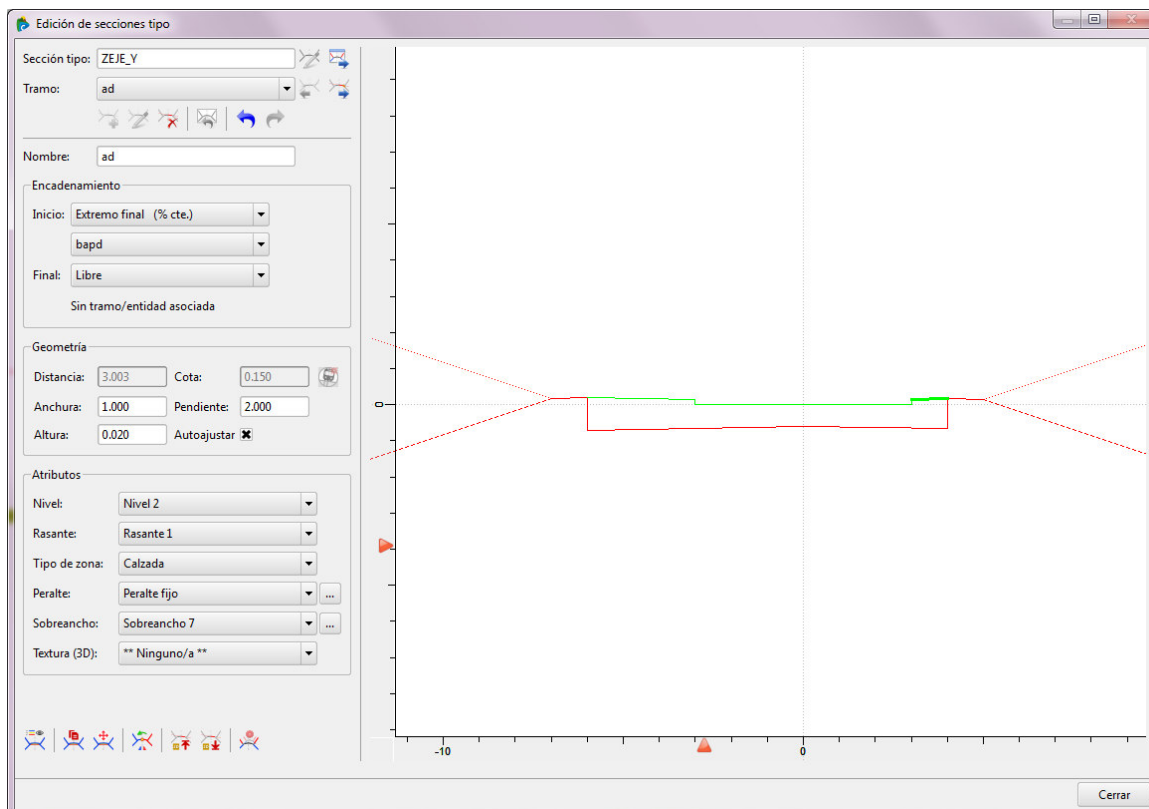 Edición de secciones tipo
Sección tipo: ZEJE_Y
Tramo: ad
Nombre: ad
Encadenamiento
Inicio: Extremo final (% cte.)
bapd
Final: Libre
Sin tramo/entidad asociada
Geometría
Distancia: 3.003 Cota: 0.150
Anchura: 1.000 Pendiente: 2.000
Altura: 0.020 Autoajustar
Atributos
Nivel: Nivel 2
Rasante: Rasante 1
Tipo de zona: Calzada
Peralte: Peralte fijo ...
Sobreancho: Sobreancho 7 ...
Textura (3D): ** Ninguno/a **
0
-10 0
Cerrar